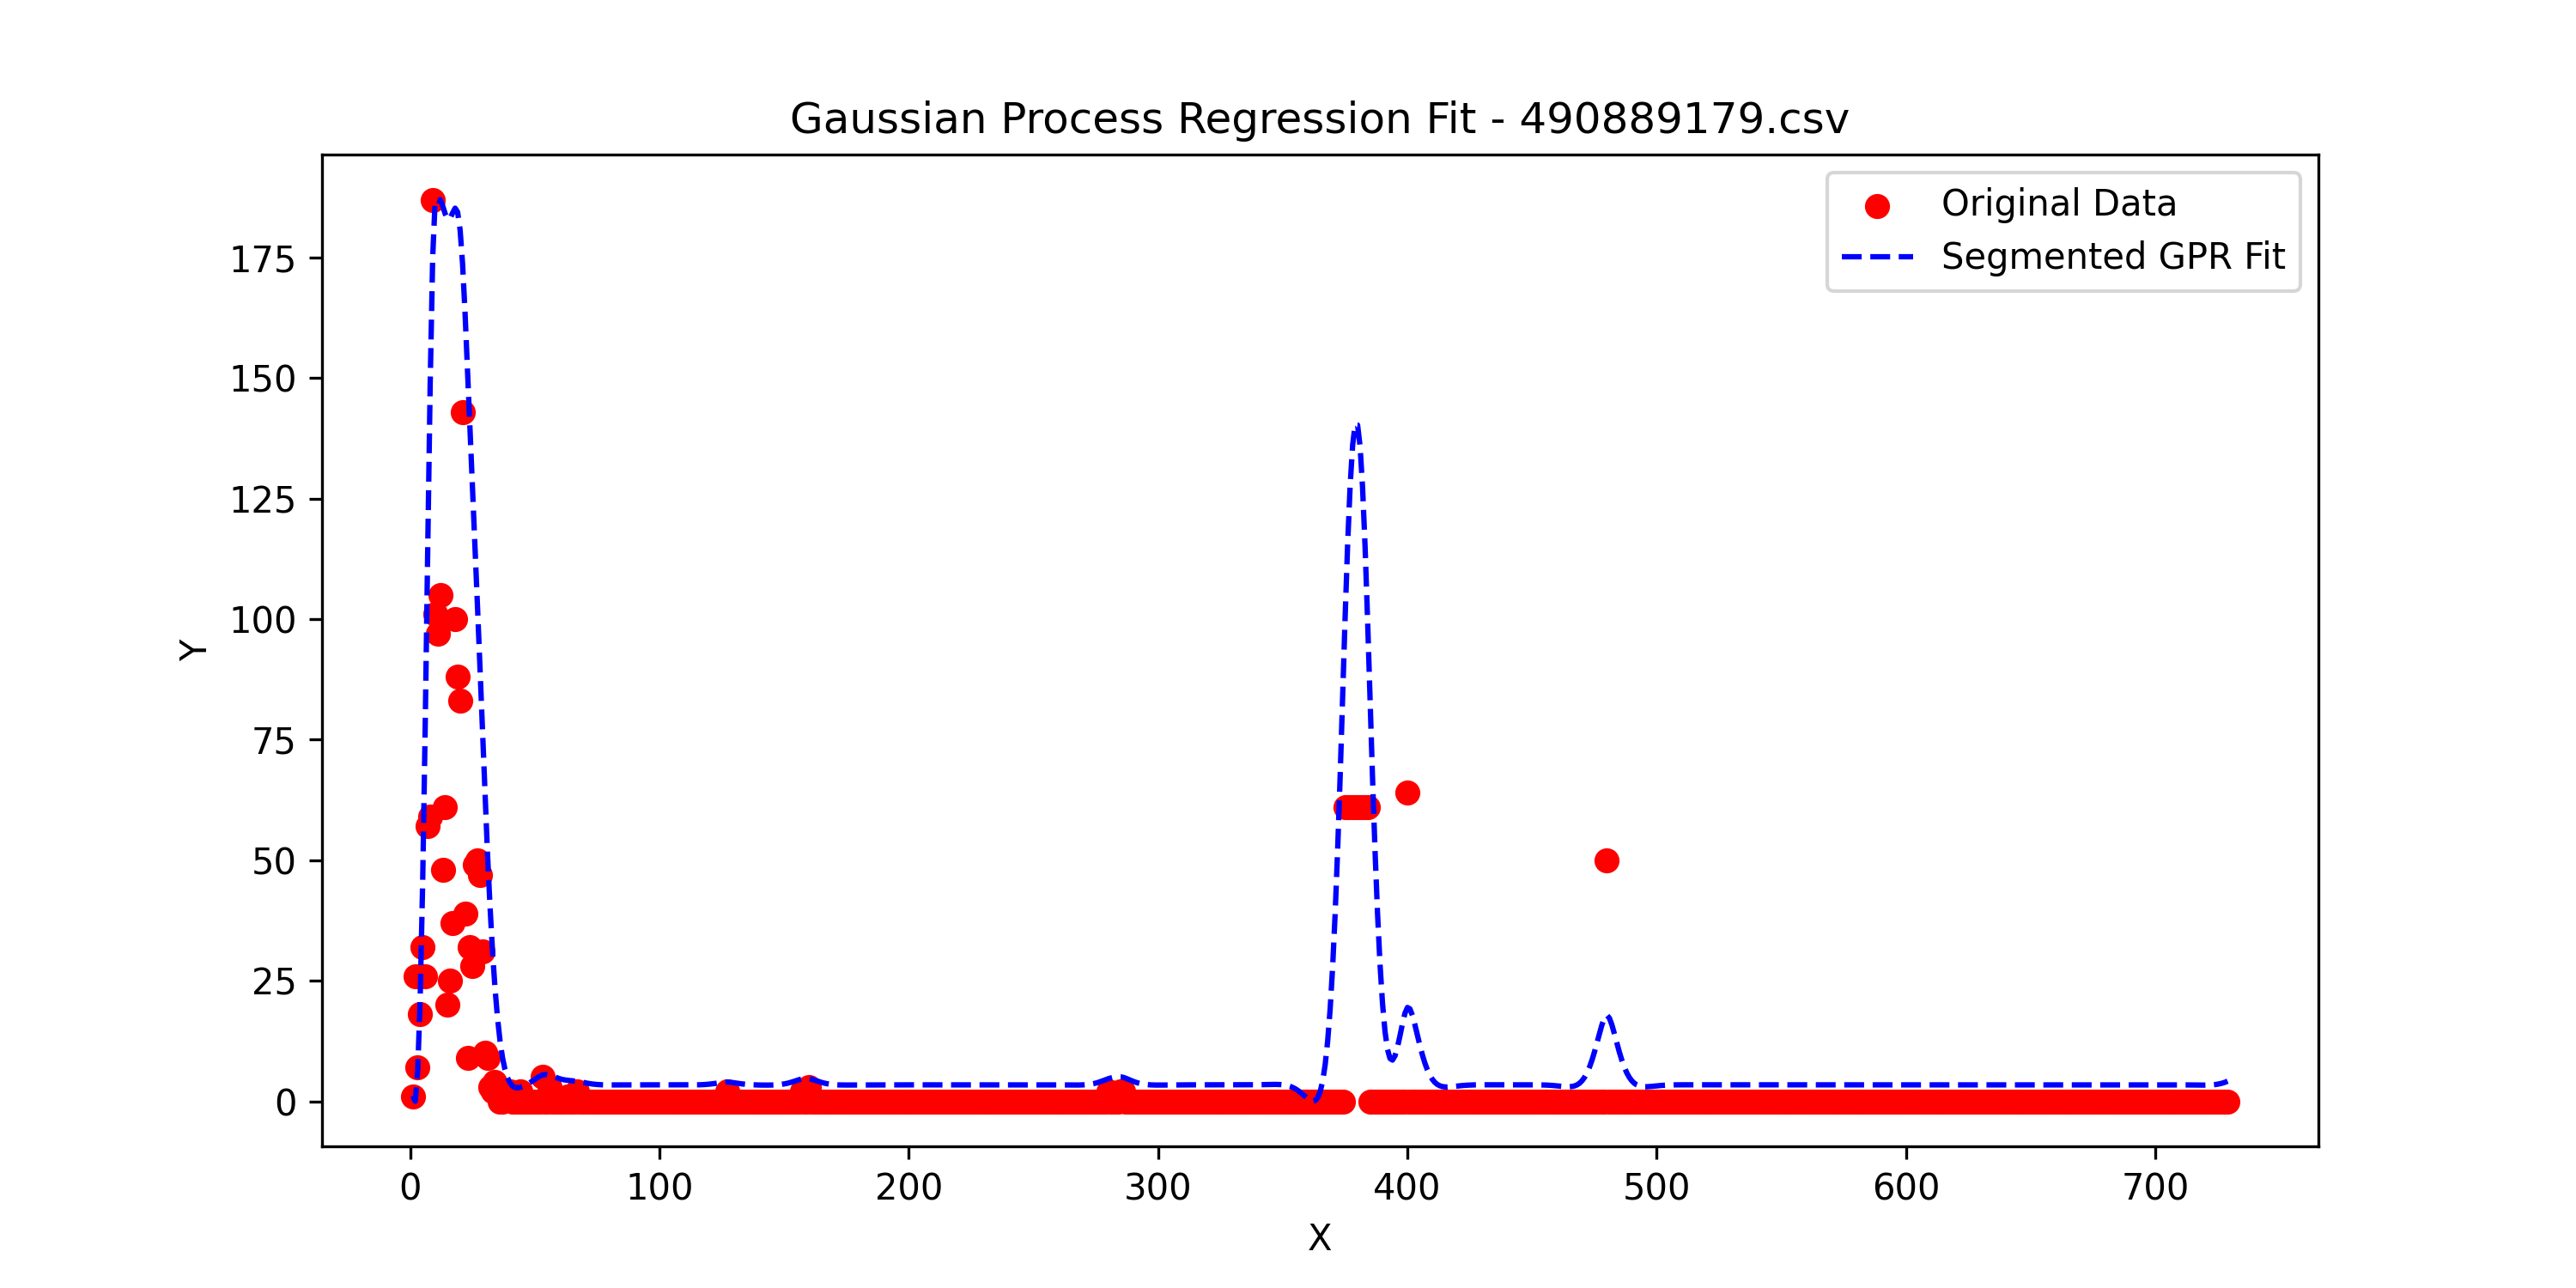 Gaussian Process Regression Fit - 490889179.csv
Original Data
Segmented GPR Fit
175
150
125
100
75
50
25
0
Y
0 100 200 300 400 500 600 700
X